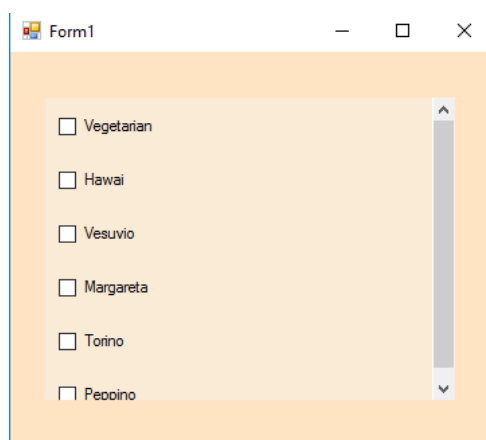 Form1
Vegetarian
Hawai
Vesuvio
Margareta
Torino
Peppino